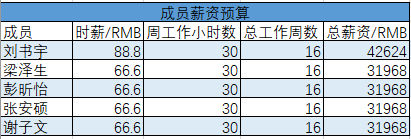 成员薪资预算
成员 时薪/RMB 周工作小时数 总工作周数 总薪资/RMB
刘书宇 88.8 30 16 42624
梁泽生 66.6 30 16 31968
彭昕怡 66.6 30 16 31968
张安硕 66.6 30 16 31968
谢子文 66.6 30 16 31968